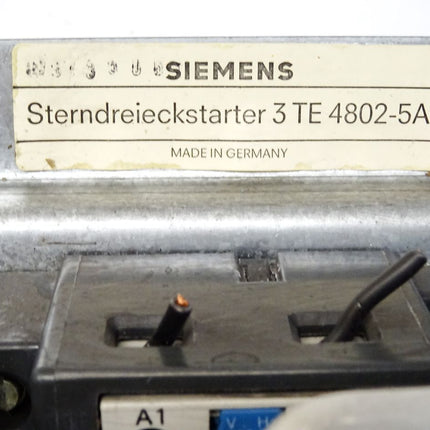 SIEMENS
Sterndreieckstarter 3 TE 4802-5A
MADE IN GERMANY
A1
V H